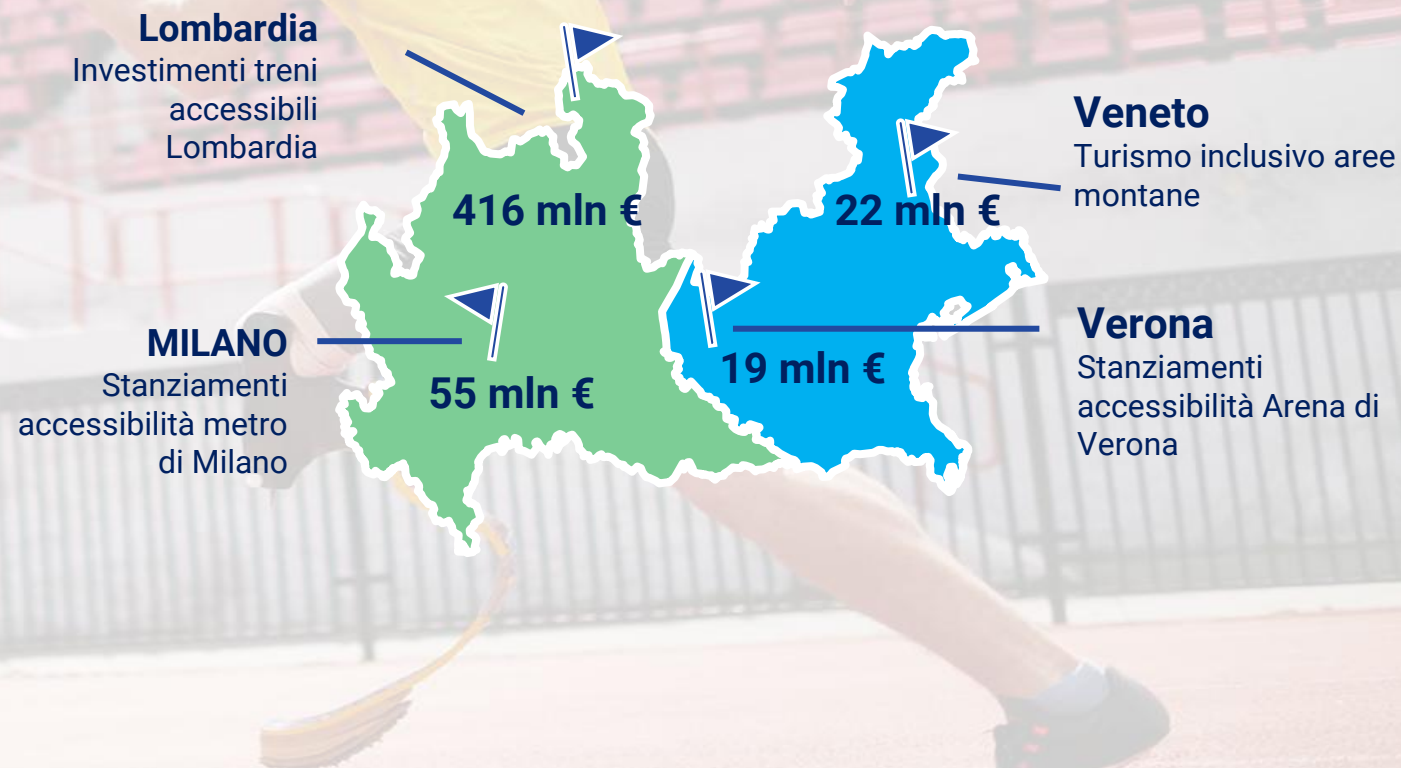 Lombardia
Investimenti treni
accessibili
Lombardia
416 mln €
MILANO
Stanziamenti
accessibilità metro
di Milano
55 mln €
Veneto
Turismo inclusivo aree
montane
22 mln €
Verona
Stanziamenti
accessibilità Arena di
Verona
19 mln €